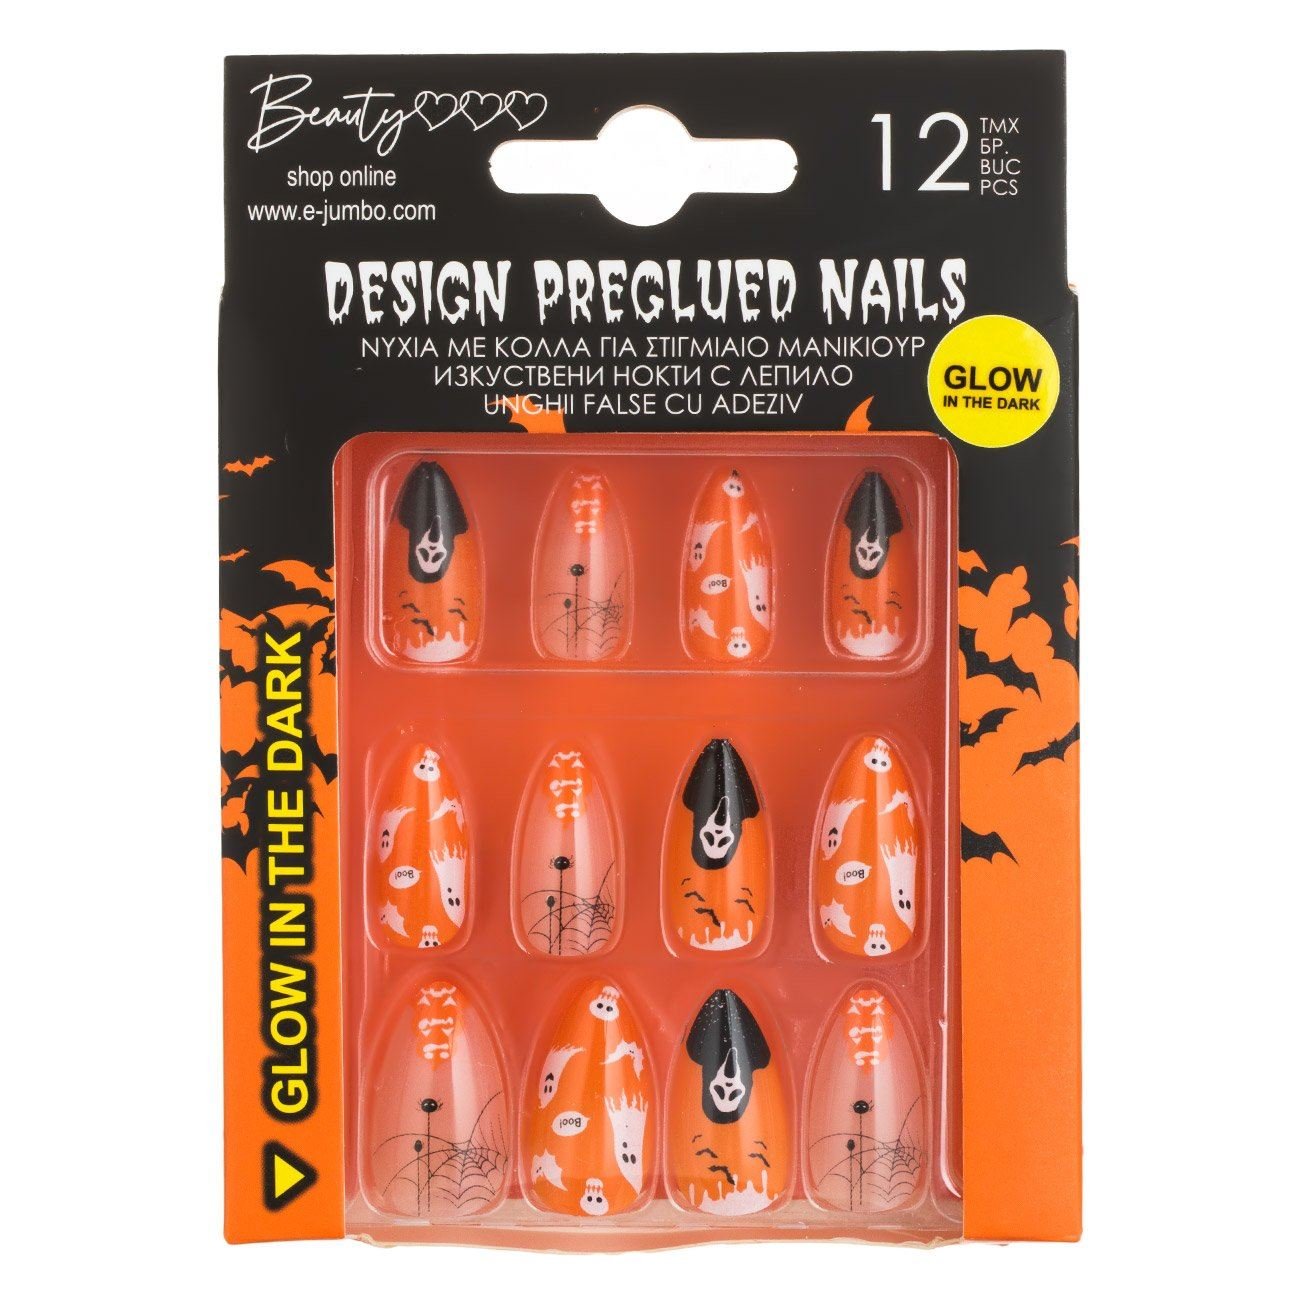 Beauty
shop online
www.e-jumbo.com
12
ΤΜΧ
БР.
BUC
PCS
DESIGN PREGLUED NAILS
ΝΥΧΙΑ ΜΕ ΚΟΛΛΑ ΓΙΑ ΣΤΙΓΜΙΑΙΟ ΜΑΝΙΚΙΟΥΡ
ИЗКУСТВЕНИ НОКТИ С ЛЕПИЛО
UNGHII FALSE CU ADEZIV
GLOW
IN THE DARK
GLOW IN THE DARK
Boo!
Boo!
Boo!
Boo!